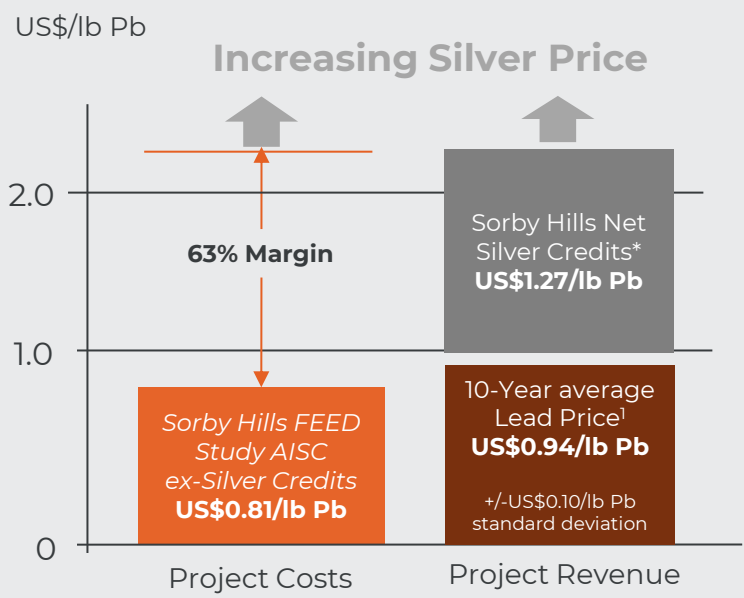 US$/lb Pb
Increasing Silver Price
2.0
1.0
0
63% Margin
Sorby Hills FEED
Study AISC
ex-Silver Credits
US$0.81/lb Pb
Sorby Hills Net
Silver Credits*
US$1.27/lb Pb
10-Year average
Lead Price¹
US$0.94/lb Pb
+/-US$0.10/lb Pb
standard deviation
Project Costs
Project Revenue